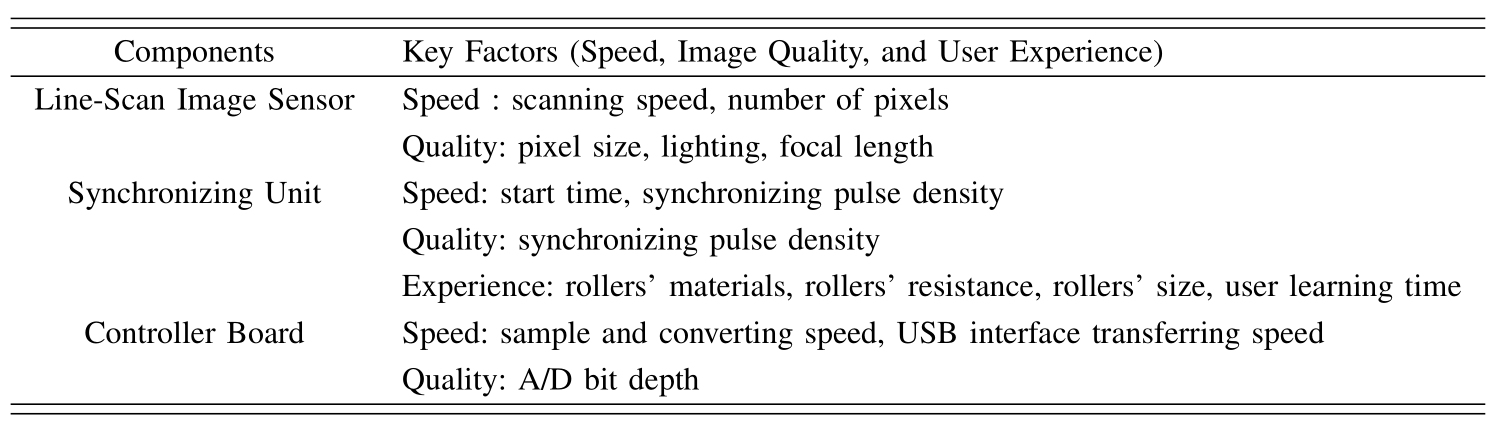 Components Key Factors (Speed, Image Quality, and User Experience)
Line-Scan Image Sensor Speed : scanning speed, number of pixels
Quality: pixel size, lighting, focal length
Synchronizing Unit Speed: start time, synchronizing pulse density
Quality: synchronizing pulse density
Experience: rollers’ materials, rollers’ resistance, rollers’ size, user learning time
Controller Board Speed: sample and converting speed, USB interface transferring speed
Quality: A/D bit depth